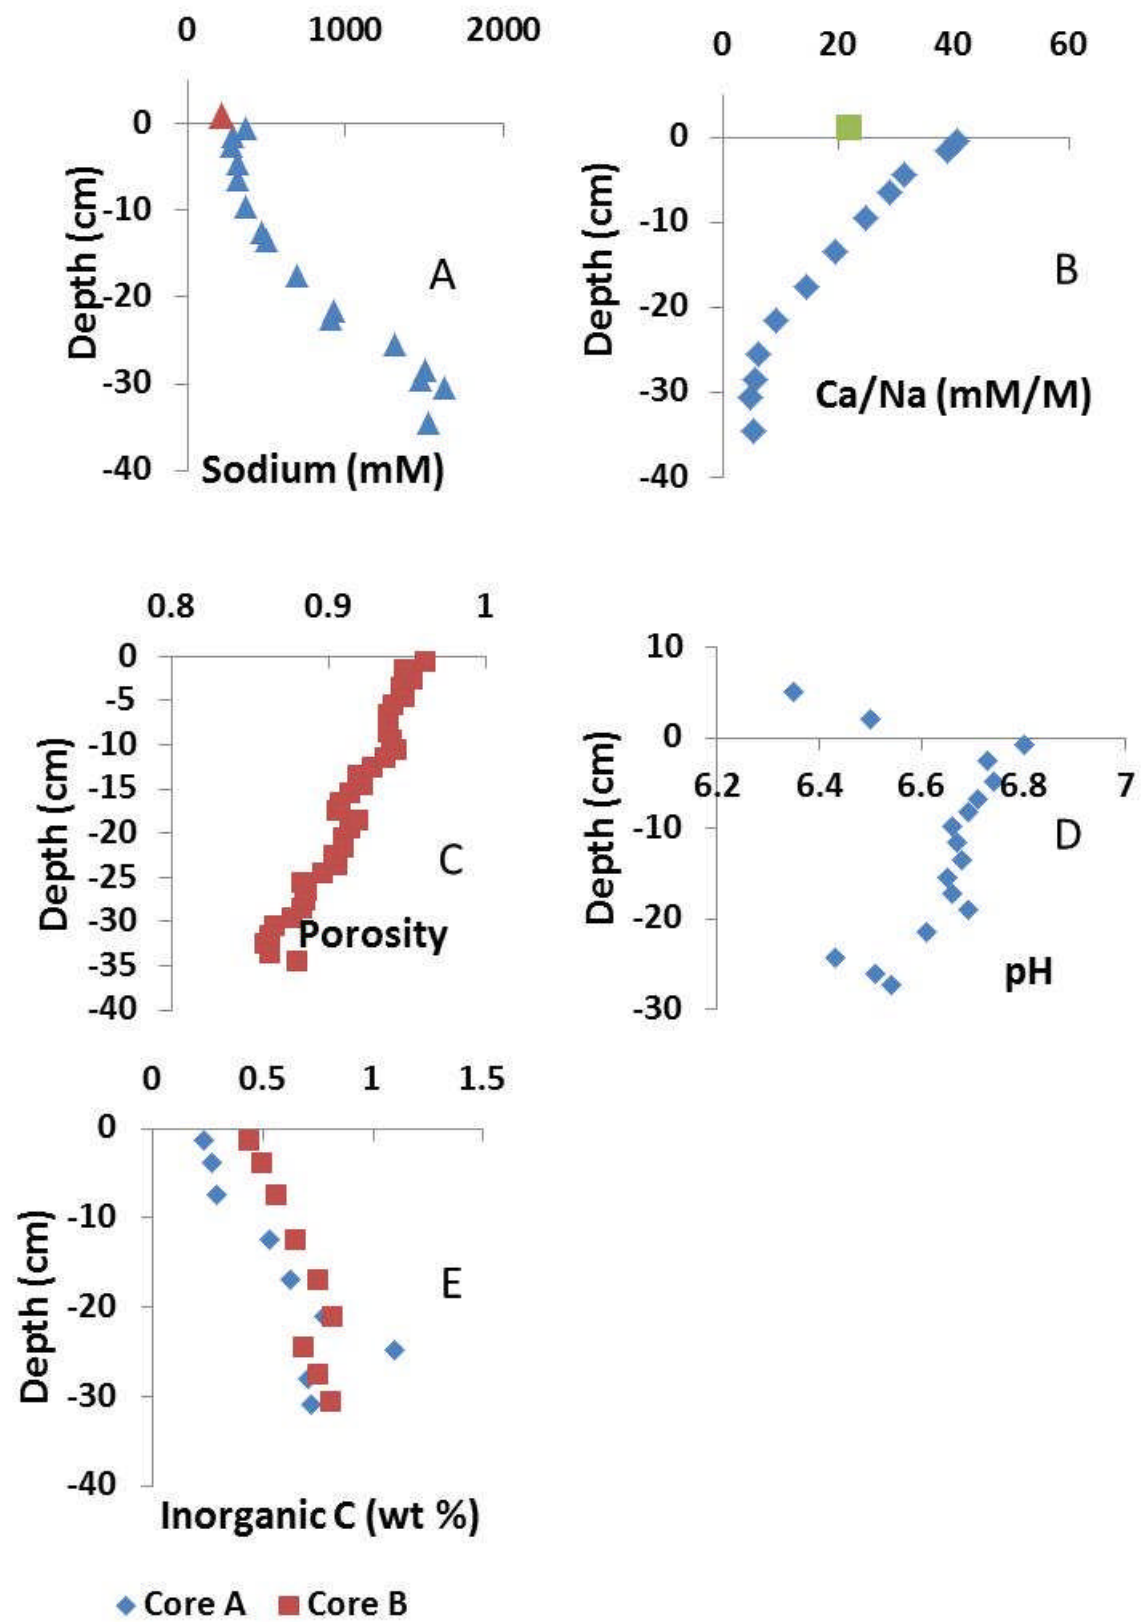 0 1000 2000
0
-10
-20
-30
-40
Depth (cm)
A
Sodium (mM)
0 20 40 60
0
-10
-20
-30
-40
Depth (cm)
B
Ca/Na (mM/M)
0.8 0.9 1
0
-5
-10
-15
-20
-25
-30
-35
-40
Depth (cm)
C
Porosity
10
0
6.2 6.4 6.6 6.8 7
-10
-20
-30
Depth (cm)
D
pH
0 0.5 1 1.5
0
-10
-20
-30
-40
Depth (cm)
E
Inorganic C (wt %)
Core A Core B